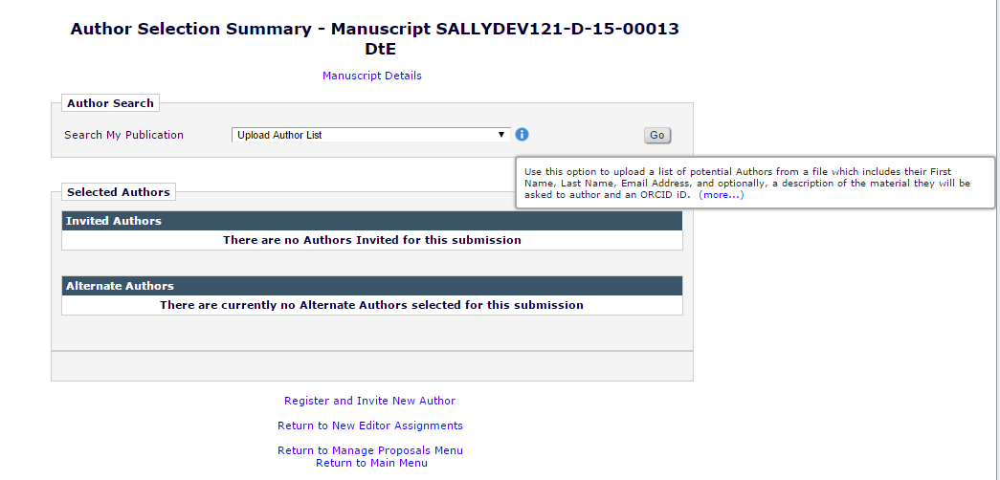 Author Selection Summary - Manuscript SALLYDEV121-D-15-00013
DtE
Manuscript Details
Author Search
Search My Publication Upload Author List Go
Use this option to upload a list of potential Authors from a file which includes their First
Name, Last Name, Email Address, and optionally, a description of the material they will be
asked to author and an ORCID iD. (more...)
Selected Authors
Invited Authors
There are no Authors Invited for this submission
Alternate Authors
There are currently no Alternate Authors selected for this submission
Register and Invite New Author
Return to New Editor Assignments
Return to Manage Proposals Menu
Return to Main Menu